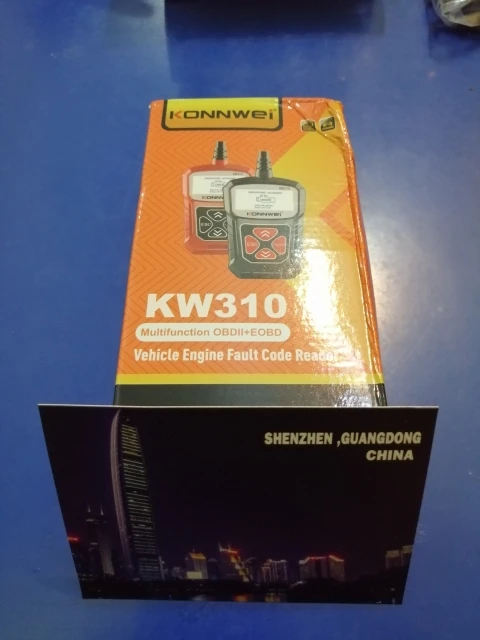 KONNWEI
KONNWEI
KW310
Multifunction OBDII+EOBD
Vehicle Engine Fault Code Reader
SHENZHEN ,GUANGDONG
CHINA